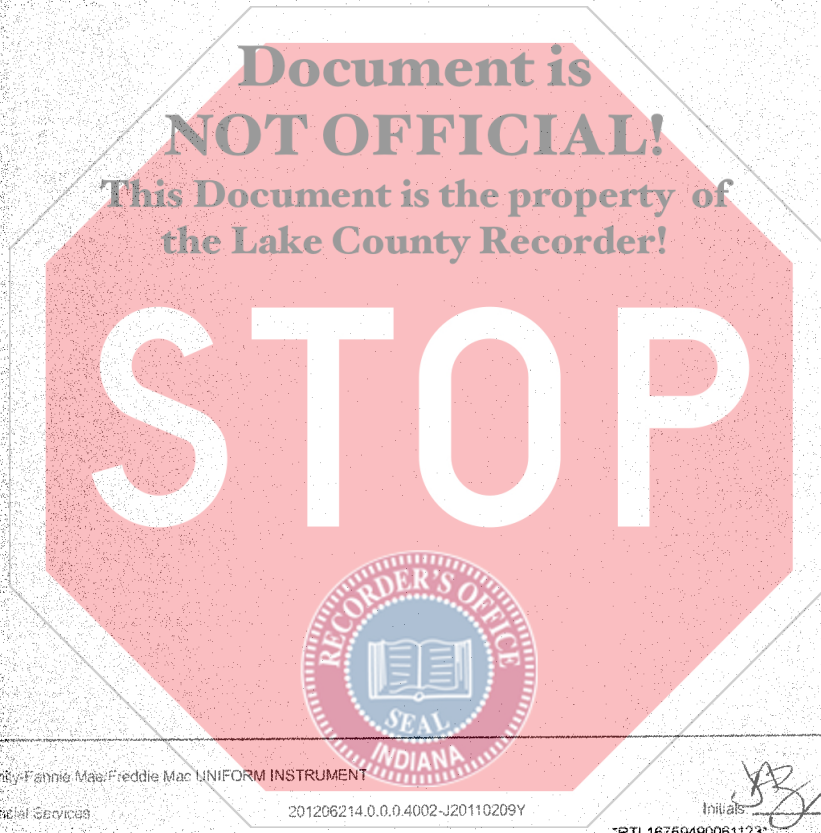 Document is
NOT OFFICIAL!
This Document is the property of
the Lake County Recorder!
STOP
RECORDER'S OFFICE
SEAL
INDIANA
Fannie Mae/Freddie Mac UNIFORM INSTRUMENT
Services
201206214.0.0.0.4002-J20110209Y
Initials: